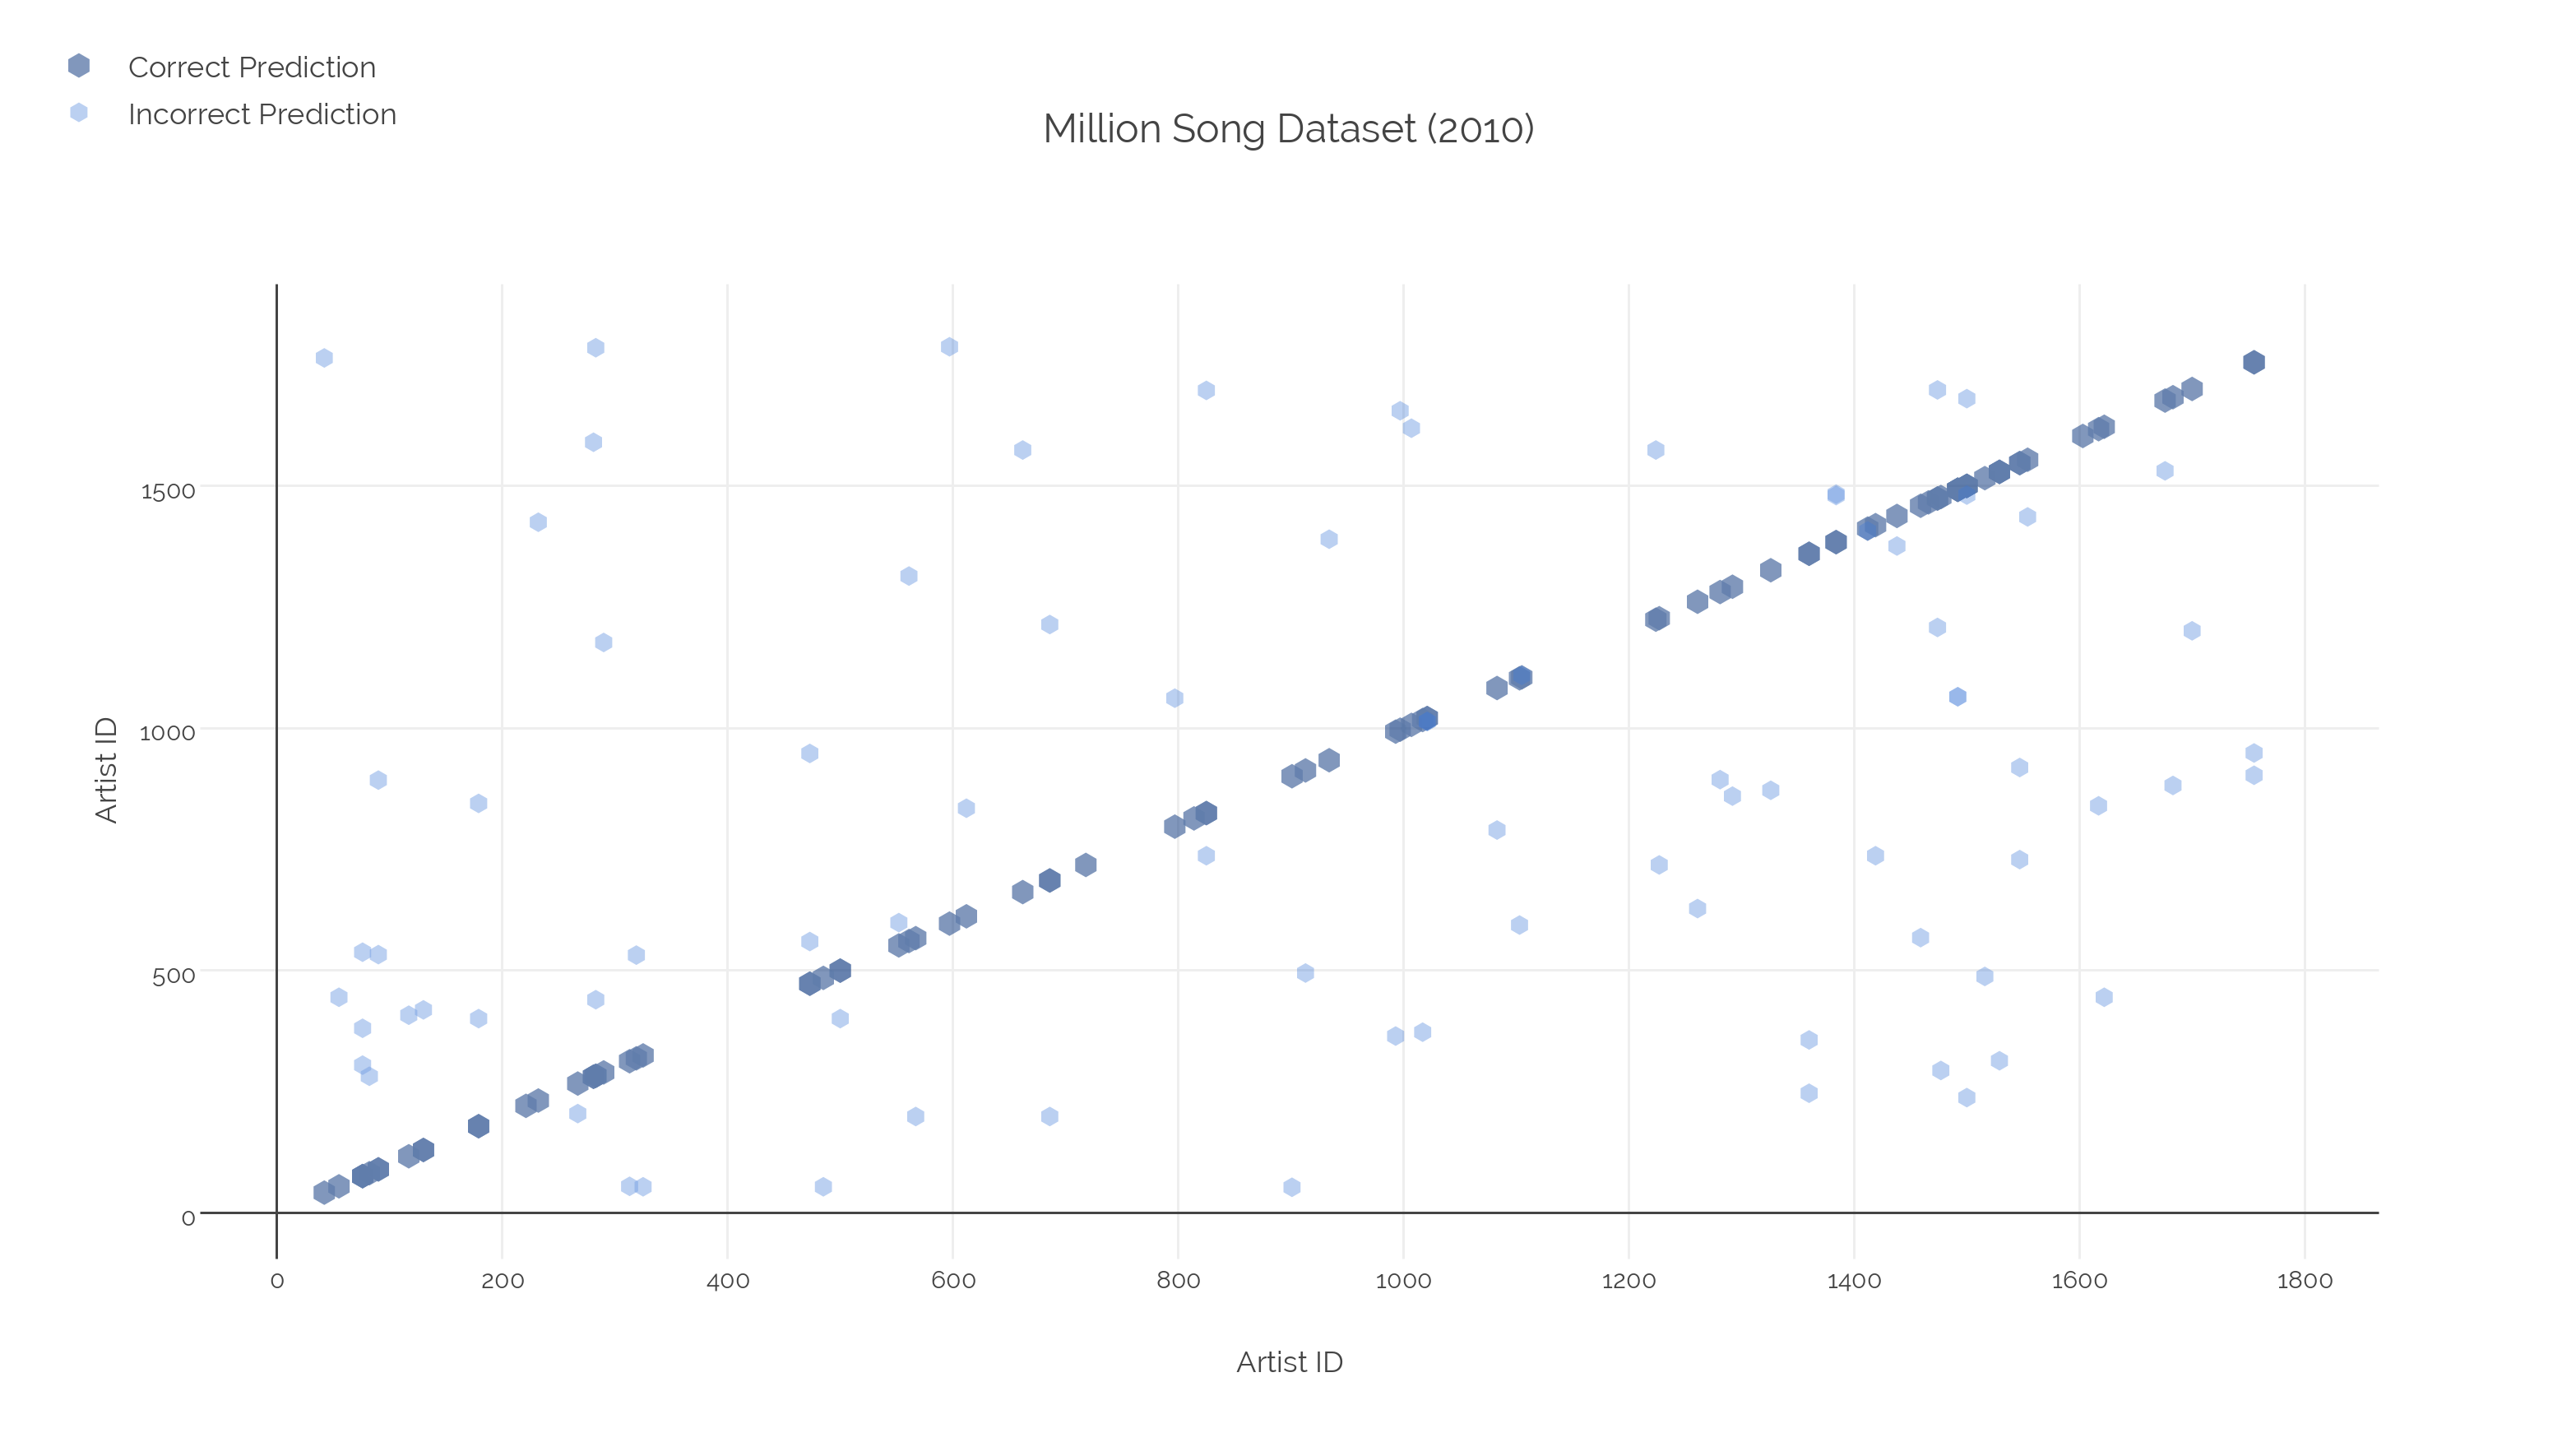 Correct Prediction
Incorrect Prediction
Million Song Dataset (2010)
1500
1000
500
0
Artist ID
0 200 400 600 800 1000 1200 1400 1600 1800
Artist ID